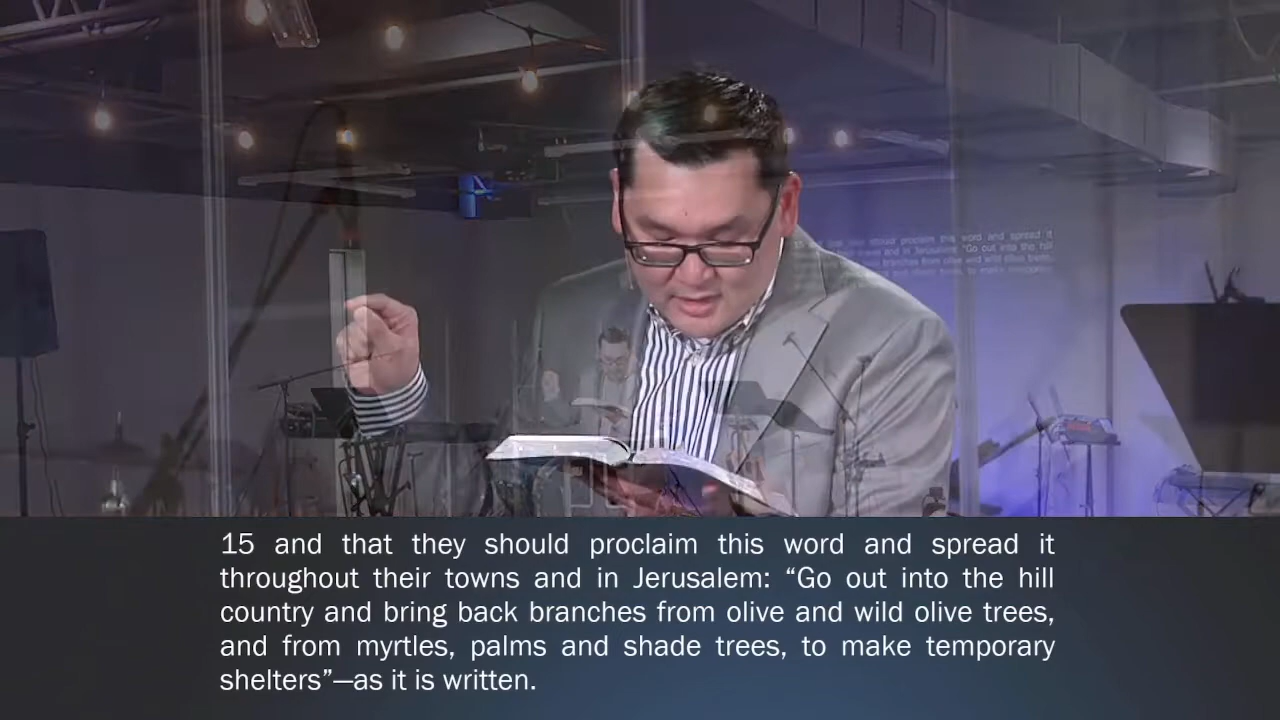 15 and that they should proclaim this word and spread it
throughout their towns and in Jerusalem: “Go out into the hill
country and bring back branches from olive and wild olive trees,
and from myrtles, palms and shade trees, to make temporary
shelters”—as it is written.